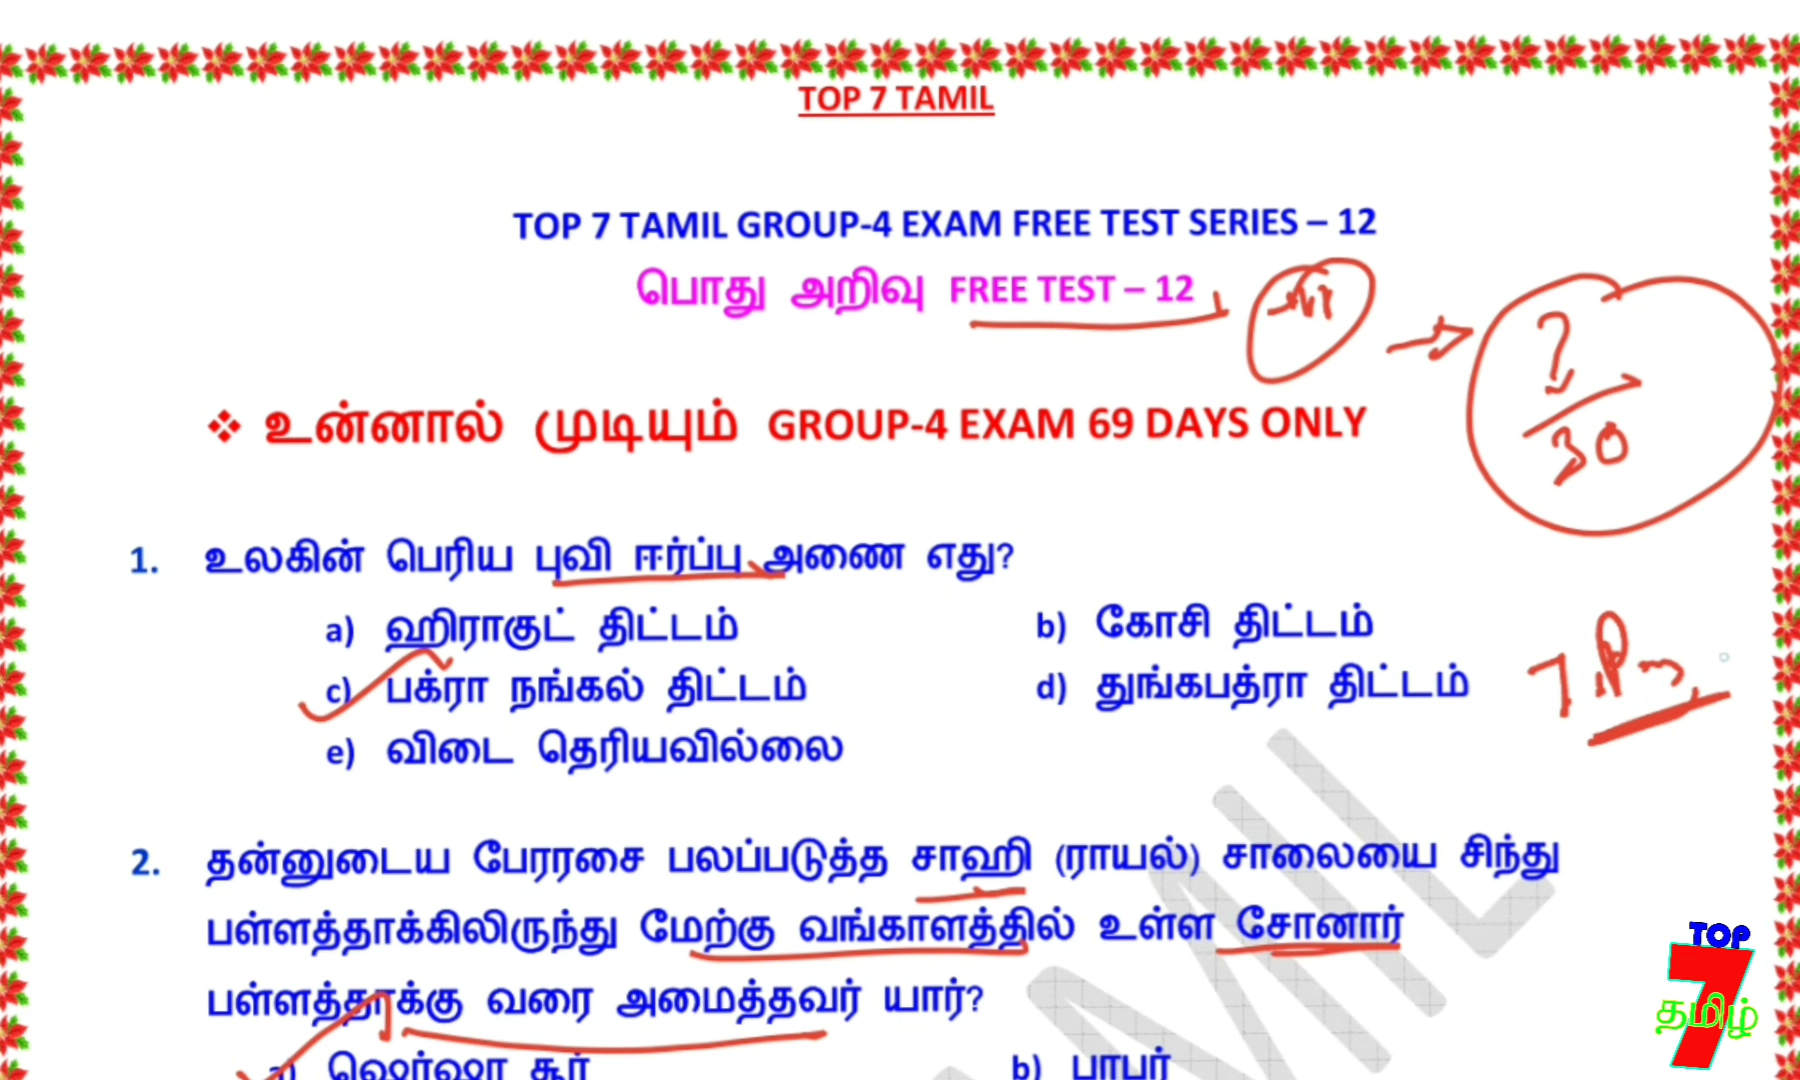 TOP 7 TAMIL
TOP 7 TAMIL GROUP-4 EXAM FREE TEST SERIES – 12
பொது அறிவு FREE TEST – 12
❖ உன்னால் முடியும் GROUP-4 EXAM 69 DAYS ONLY
?
30
1. உலகின் பெரிய புவி ஈர்ப்பு அணை எது?
a) ஹிராகுட் திட்டம் b) கோசி திட்டம்
c) பக்ரா நங்கல் திட்டம் d) துங்கபத்ரா திட்டம்
e) விடை தெரியவில்லை
2. தன்னுடைய பேரரசை பலப்படுத்த சாஹி (ராயல்) சாலையை சிந்து
பள்ளத்தாக்கிலிருந்து மேற்கு வங்காளத்தில் உள்ள சோனார்
பள்ளத்தாக்கு வரை அமைத்தவர் யார்?
a) ஷெர்ஷா சூர் b) பாபர்
TOP
7
தமிழ்